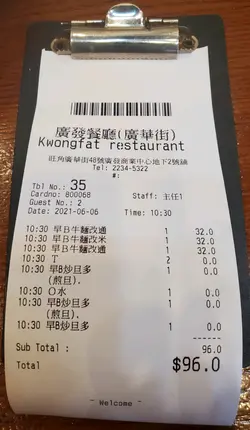 廣發餐廳(廣華街)
Kwongfat restaurant
旺角廣華街48號廣發商業中心地下2號舖
Tel: 2234-5322
#:
Tbl No.: 35
Cardno: 800068 Staff: 主任1
Guest No.: 2
Date: 2021-06-06 Time: 10:30
10:30 早B牛麵改通 1 32.0
10:30 早B牛麵改米 1 32.0
10:30 早B牛麵改通 1 32.0
10:30 T 2 0.0
10:30 早B炒旦多 1 0.0
(煎旦).
10:30 早B炒旦多 1 0.0
(煎旦).
10:30 O水 1 0.0
10:30 早B炒旦多 1 0.0
------
Sub Total : 96.0
Total $96.0
~ Welcome ~